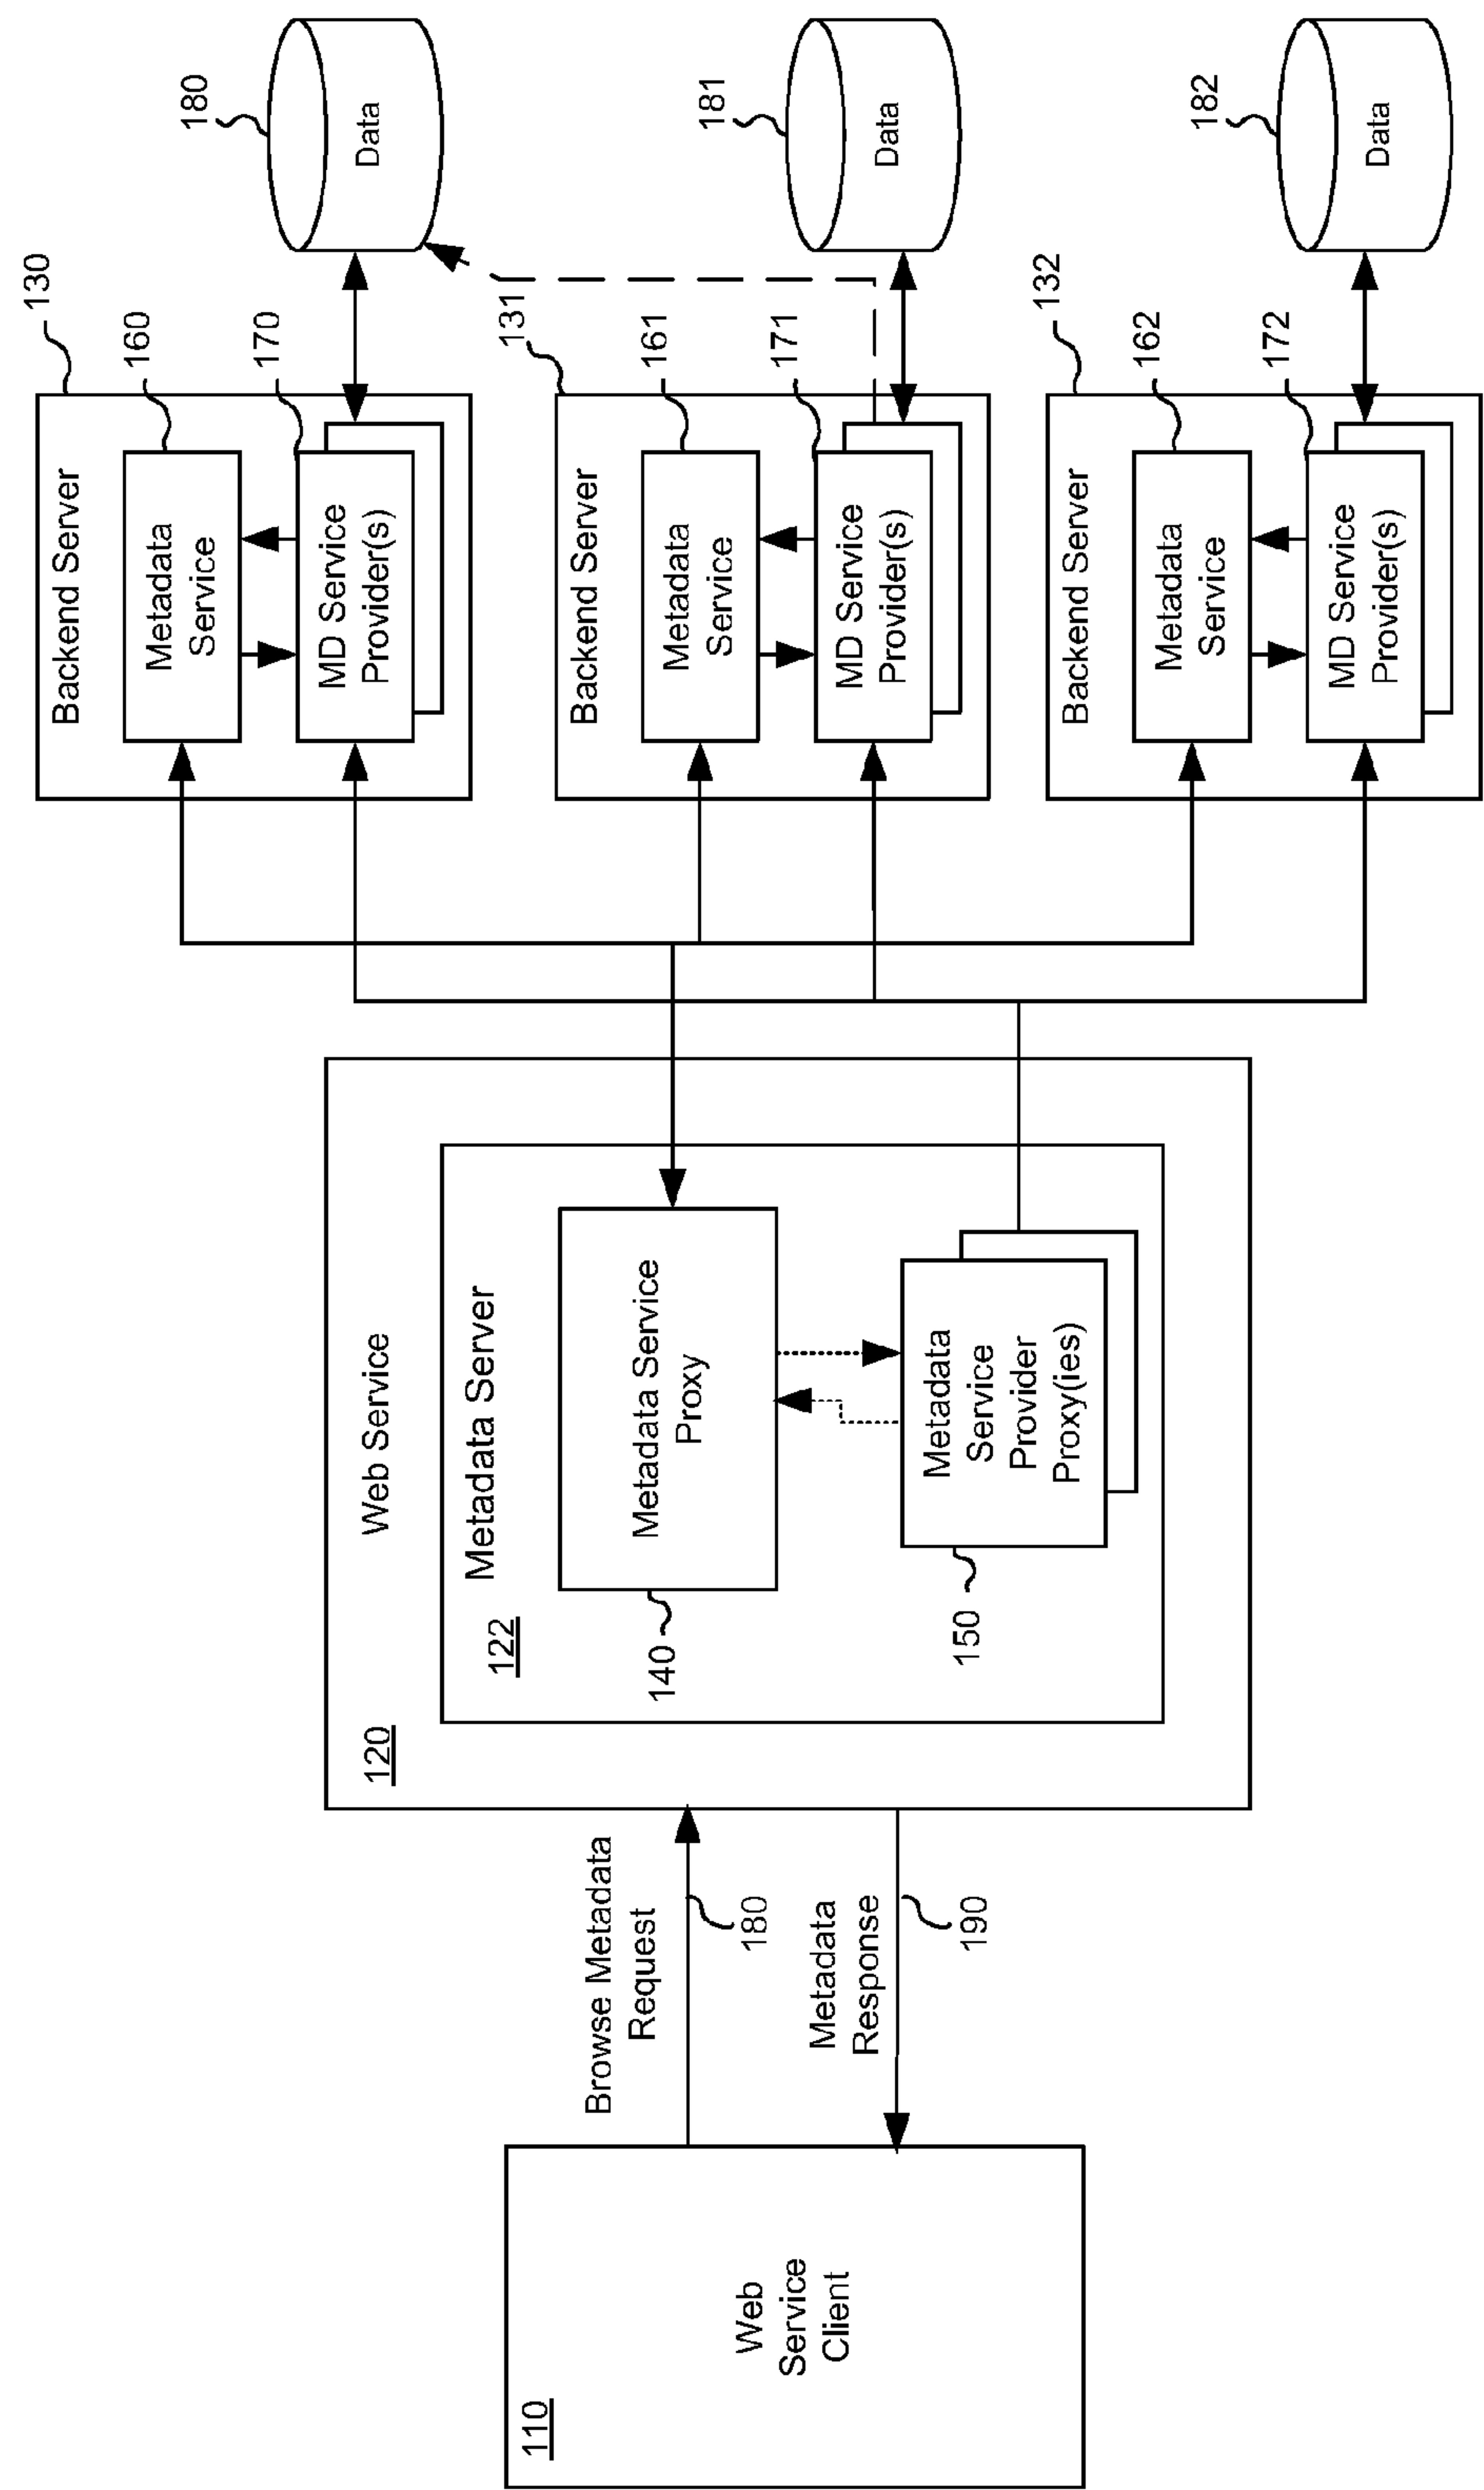 110
Web
Service
Client
Browse Metadata
Request
180
Metadata
Response
190
120
Web Service
122
Metadata Server
140
Metadata Service
Proxy
150
Metadata
Service
Provider
Proxy(ies)
130
Backend Server
160
Metadata
Service
170
MD Service
Provider(s)
180
Data
131
Backend Server
161
Metadata
Service
171
MD Service
Provider(s)
181
Data
132
Backend Server
162
Metadata
Service
172
MD Service
Provider(s)
182
Data